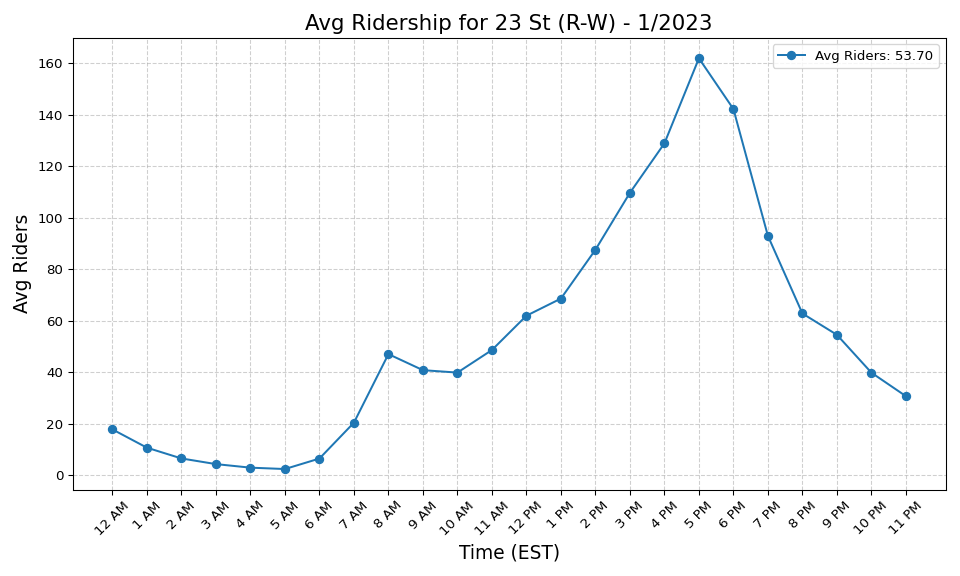 Avg Ridership for 23 St (R-W) - 1/2023
Avg Riders: 53.70
Avg Riders
160
140
120
100
80
60
40
20
0
12 AM
1 AM
2 AM
3 AM
4 AM
5 AM
6 AM
7 AM
8 AM
9 AM
10 AM
11 AM
12 PM
1 PM
2 PM
3 PM
4 PM
5 PM
6 PM
7 PM
8 PM
9 PM
10 PM
11 PM
Time (EST)